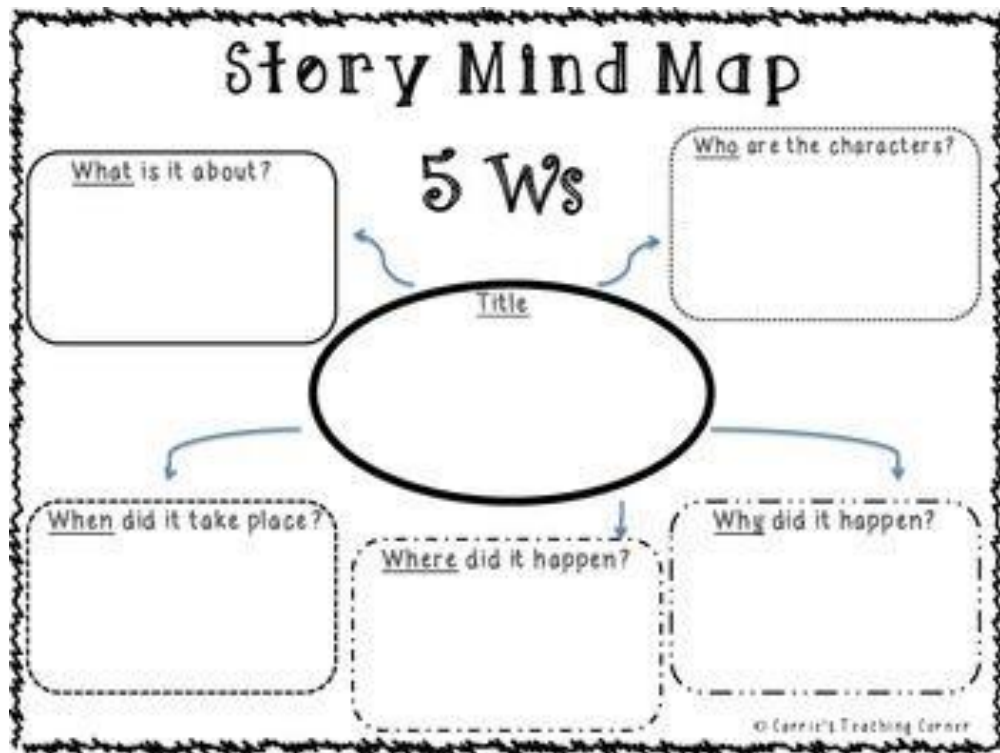 Story Mind Map
5 Ws
What is it about?
Who are the characters?
Title
When did it take place?
Where did it happen?
Why did it happen?
© Carrie's Teaching Corner